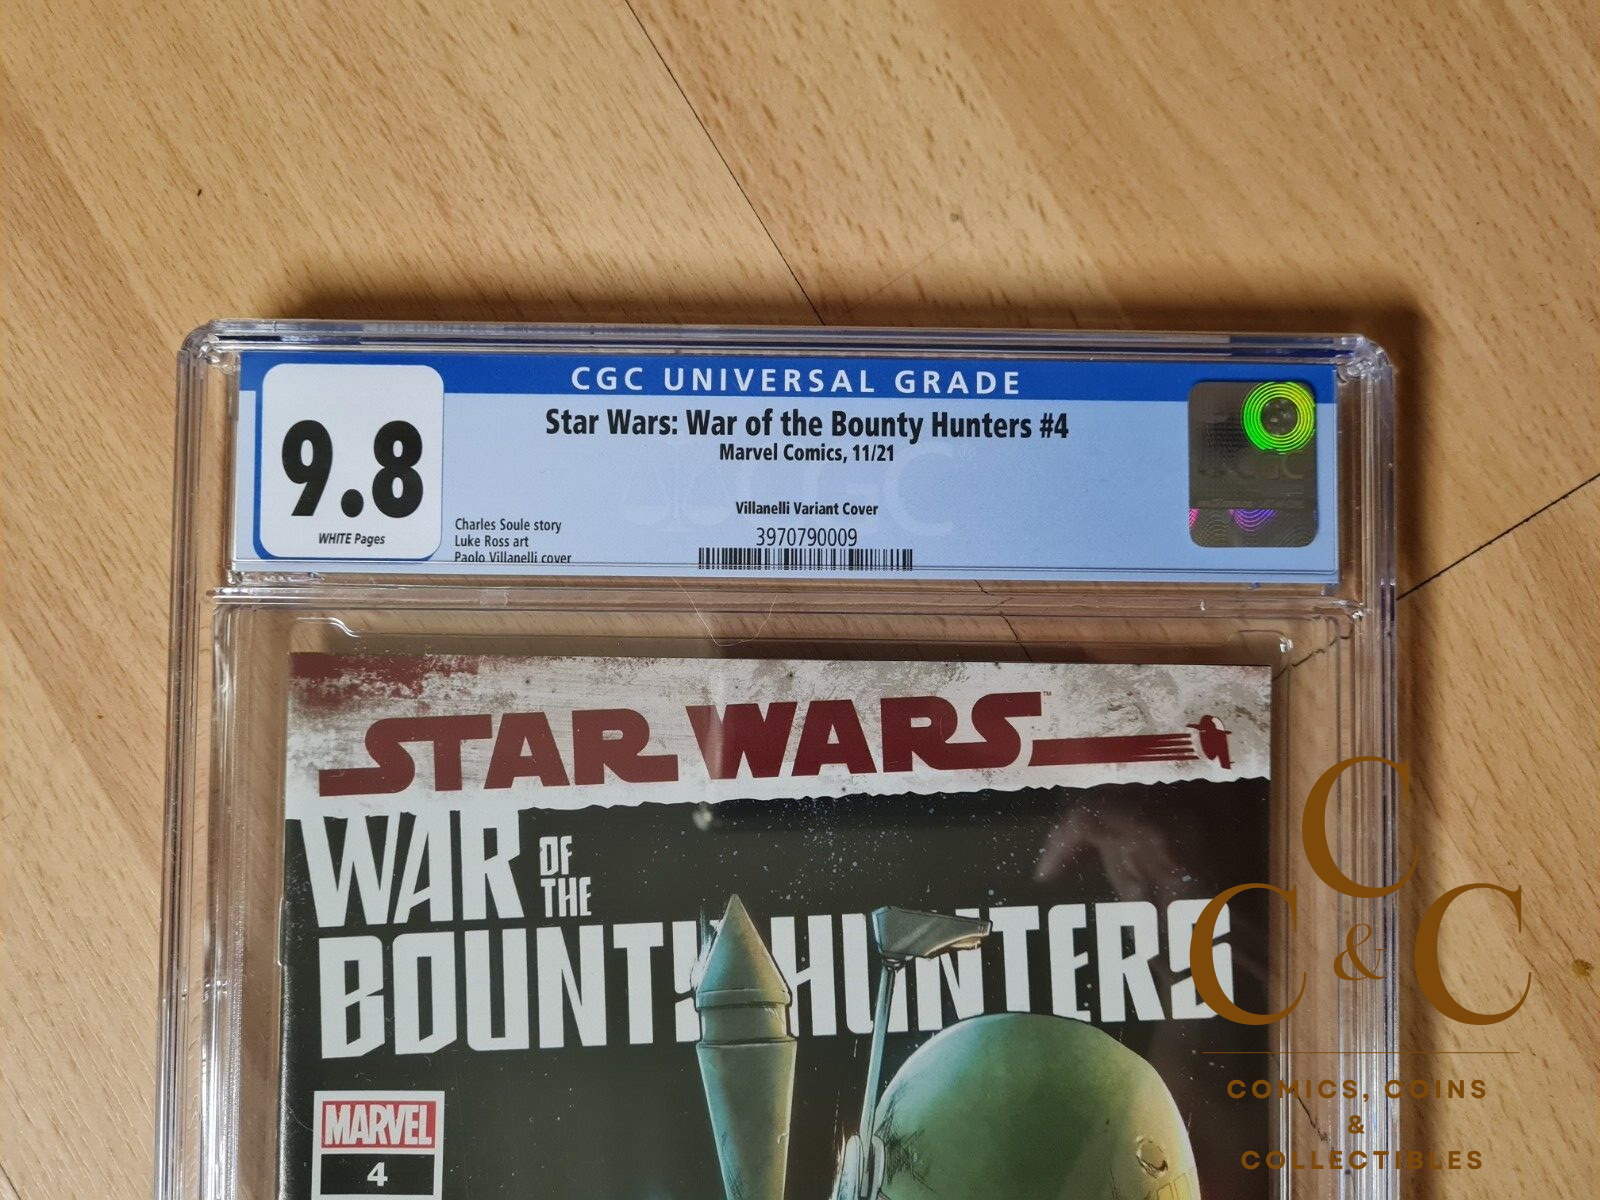 CGC UNIVERSAL GRADE
9.8
WHITE Pages
Star Wars: War of the Bounty Hunters #4
Marvel Comics, 11/21
Villanelli Variant Cover
3970790009
Charles Soule story
Luke Ross art
Paolo Villanelli cover
CGC
STAR WARS™
WAR OF THE
BOUNTY HUNTERS
MARVEL
4
C
C & C
COMICS, COINS
&
COLLECTIBLES